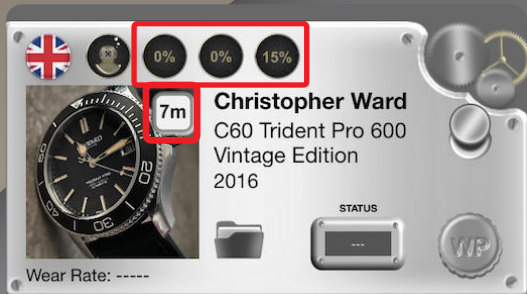 0% 0% 15%
7m
Christopher Ward
C60 Trident Pro 600
Vintage Edition
2016
STATUS
---
WP
Wear Rate: -----